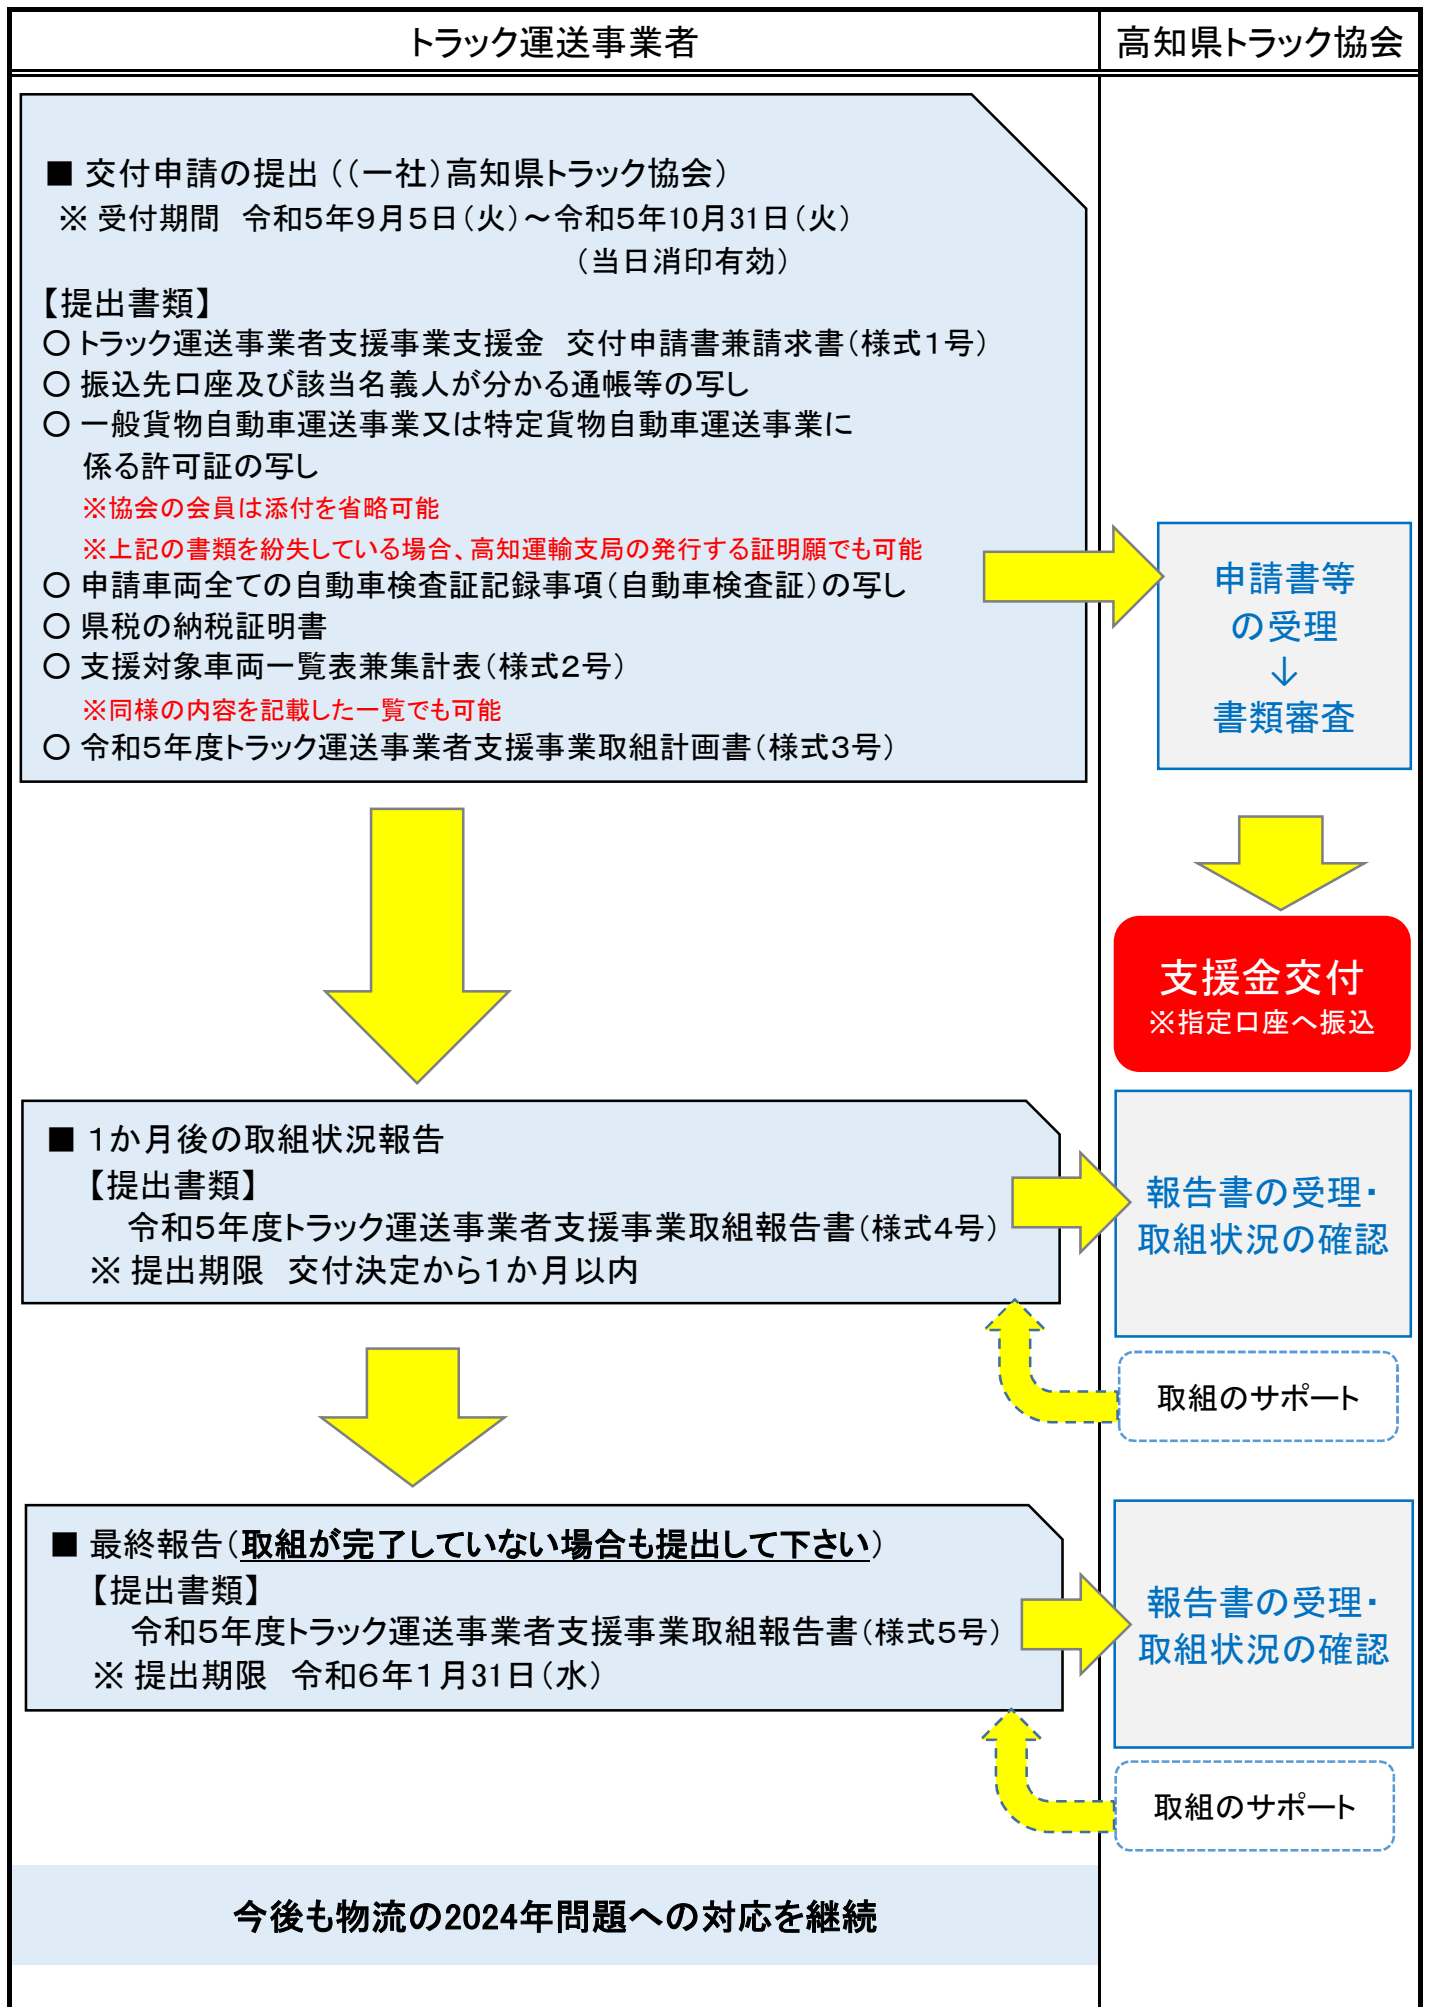 トラック運送事業者
高知県トラック協会
■ 交付申請の提出（（一社）高知県トラック協会）
※ 受付期間　令和5年９月５日（火）～令和5年10月31日（火）
（当日消印有効）
【提出書類】
○ トラック運送事業者支援事業支援金　交付申請書兼請求書（様式１号）
○ 振込先口座及び該当名義人が分かる通帳等の写し
○ 一般貨物自動車運送事業又は特定貨物自動車運送事業に
係る許可証の写し
※協会の会員は添付を省略可能
※上記の書類を紛失している場合、高知運輸支局の発行する証明願でも可能
○ 申請車両全ての自動車検査証記録事項（自動車検査証）の写し
○ 県税の納税証明書
○ 支援対象車両一覧表兼集計表（様式２号）
※同様の内容を記載した一覧でも可能
○ 令和５年度トラック運送事業者支援事業取組計画書（様式３号）
申請書等
の受理
↓
書類審査
支援金交付
※指定口座へ振込
■ １か月後の取組状況報告
【提出書類】
令和５年度トラック運送事業者支援事業取組報告書（様式４号）
※ 提出期限　交付決定から１か月以内
報告書の受理・
取組状況の確認
取組のサポート
■ 最終報告（取組が完了していない場合も提出して下さい）
【提出書類】
令和５年度トラック運送事業者支援事業取組報告書（様式５号）
※ 提出期限　令和６年１月31日（水）
報告書の受理・
取組状況の確認
取組のサポート
今後も物流の2024年問題への対応を継続